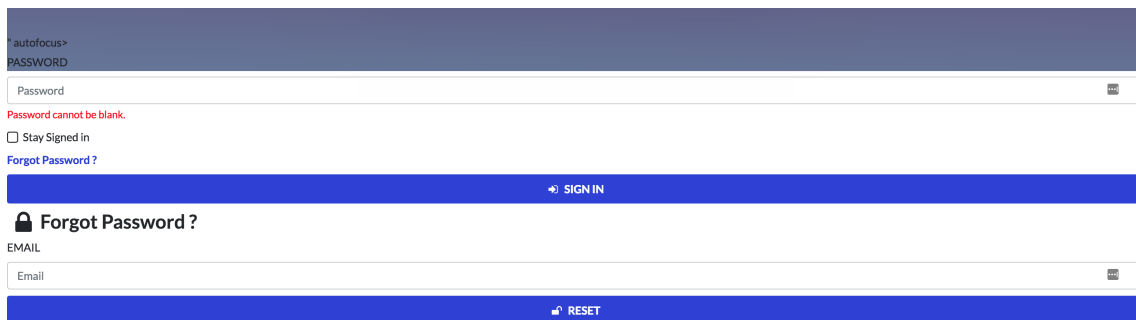 " autofocus>
PASSWORD
Password
Password cannot be blank.
Stay Signed in
Forgot Password ?
SIGN IN
Forgot Password ?
EMAIL
Email
RESET